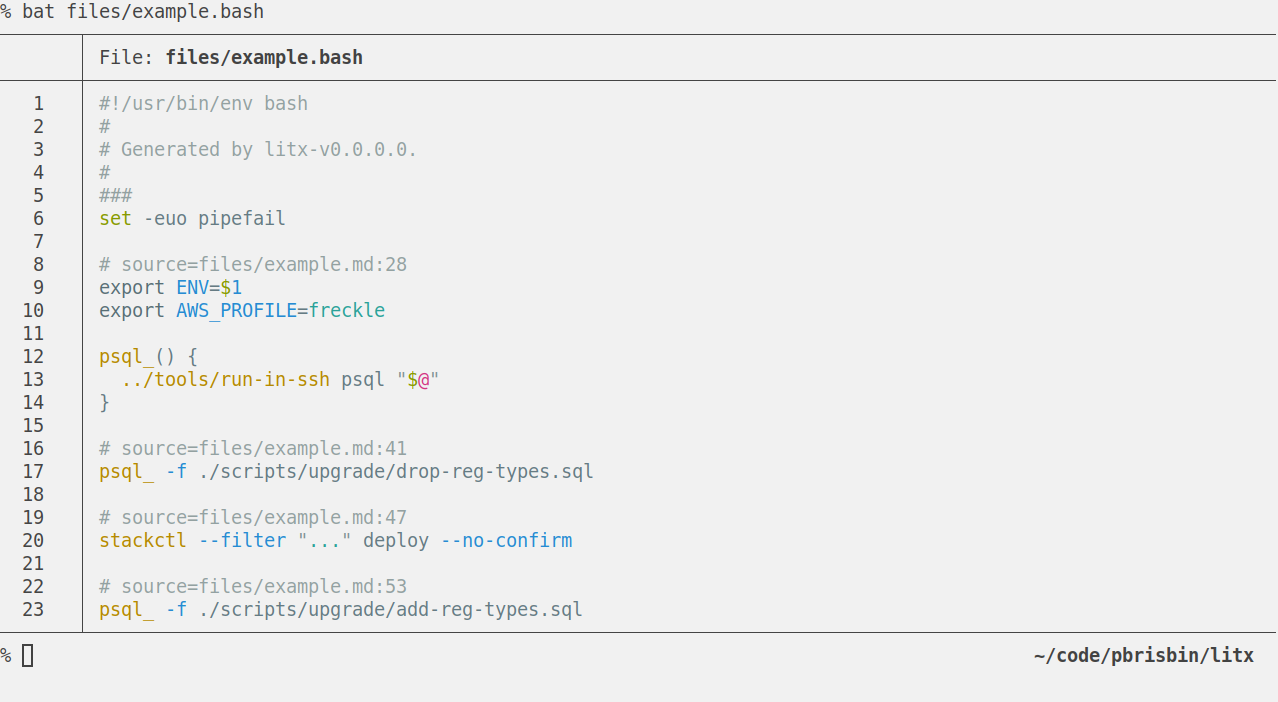 % bat files/example.bash
File: files/example.bash
1 #!/usr/bin/env bash
2 #
3 # Generated by litx-v0.0.0.0.
4 #
5 ###
6 set -euo pipefail
7
8 # source=files/example.md:28
9 export ENV=$1
10 export AWS_PROFILE=freckle
11
12 psql_() {
13   ../tools/run-in-ssh psql "$@"
14 }
15
16 # source=files/example.md:41
17 psql_ -f ./scripts/upgrade/drop-reg-types.sql
18
19 # source=files/example.md:47
20 stackctl --filter "..." deploy --no-confirm
21
22 # source=files/example.md:53
23 psql_ -f ./scripts/upgrade/add-reg-types.sql
% ~/code/pbrisbin/litx